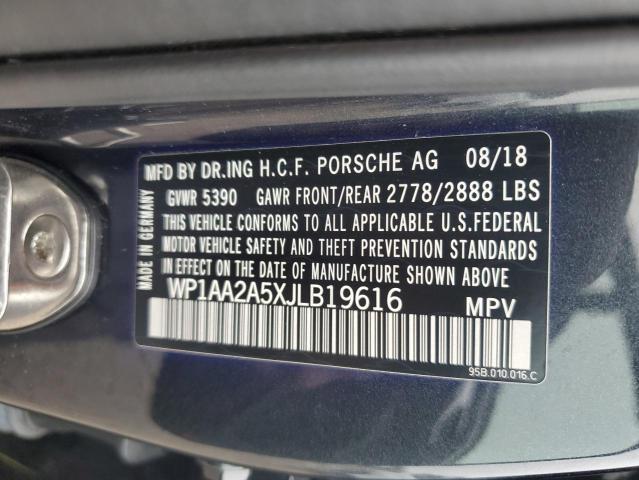 MFD BY DR.ING H.C.F. PORSCHE AG 08/18
GVWR 5390 GAWR FRONT/REAR 2778/2888 LBS
THIS VEHICLE CONFORMS TO ALL APPLICABLE U.S.FEDERAL
MOTOR VEHICLE SAFETY AND THEFT PREVENTION STANDARDS
IN EFFECT ON THE DATE OF MANUFACTURE SHOWN ABOVE
WP1AA2A5XJLB19616 MPV
MADE IN GERMANY
95B.010.016.C